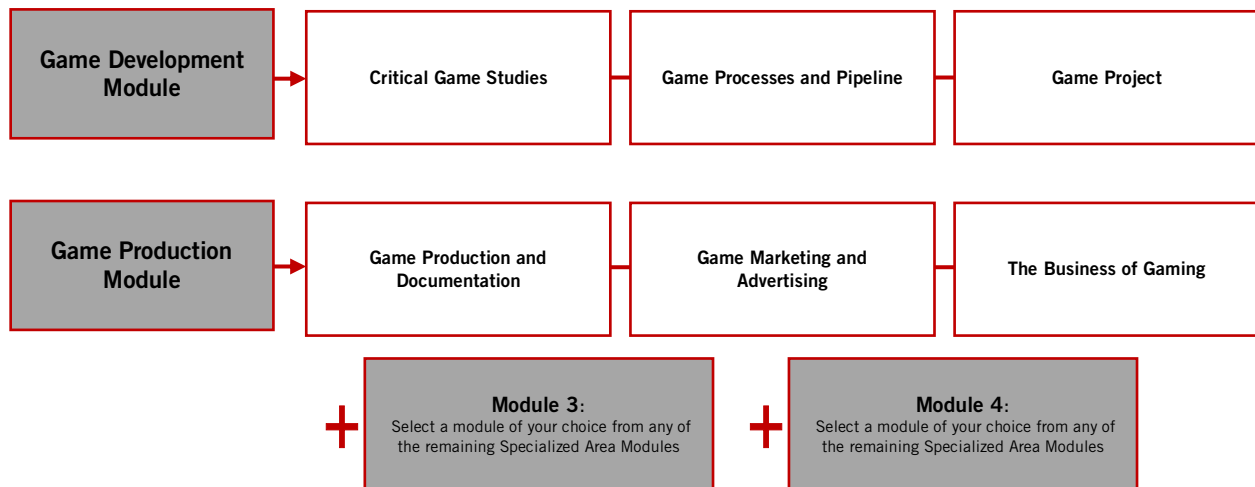 Game Development
Module
Critical Game Studies
Game Processes and Pipeline
Game Project
Game Production
Module
Game Production and
Documentation
Game Marketing and
Advertising
The Business of Gaming
+
Module 3:
Select a module of your choice from any of
the remaining Specialized Area Modules
+
Module 4:
Select a module of your choice from any of
the remaining Specialized Area Modules